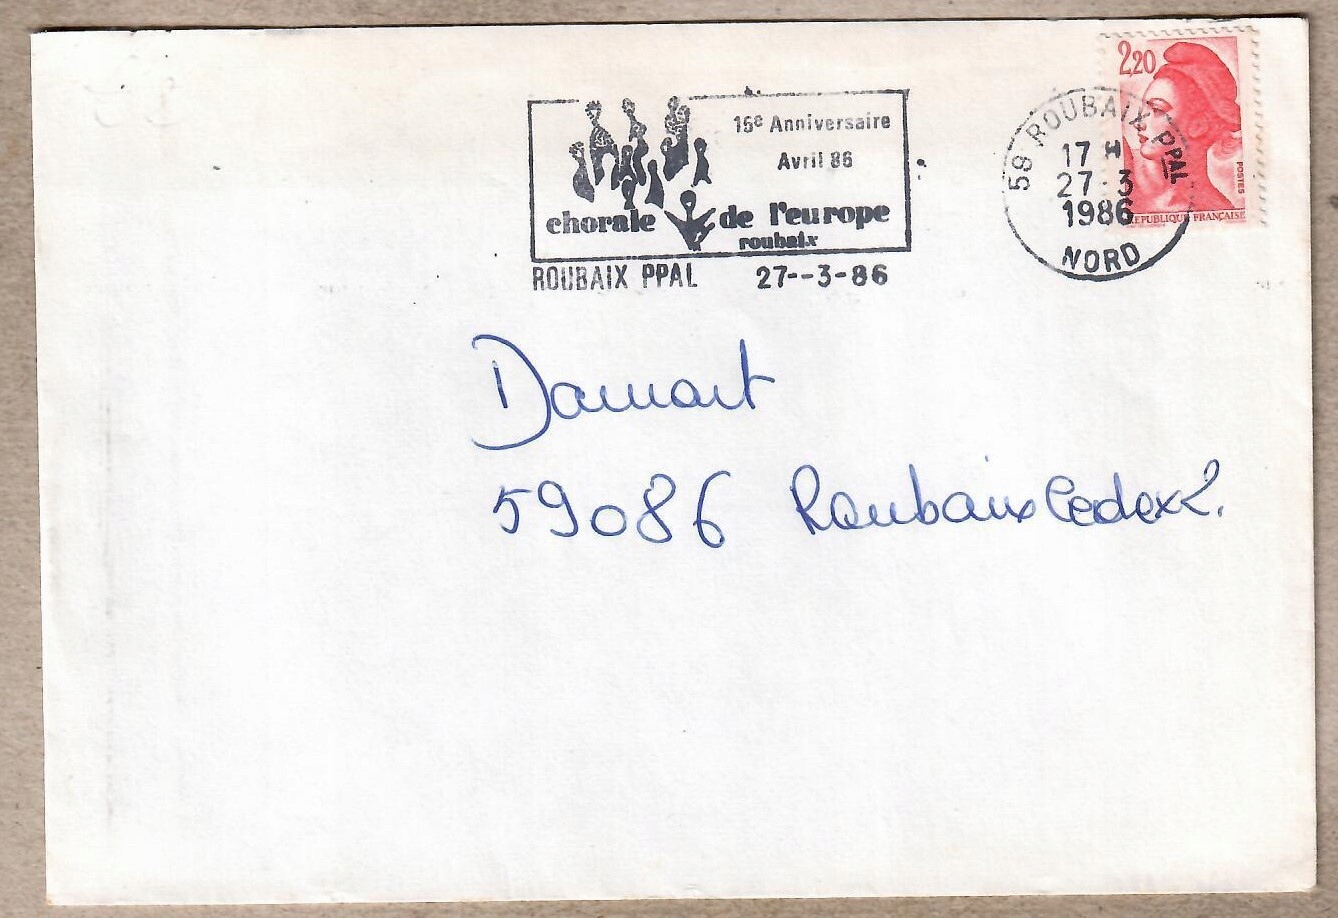 15e Anniversaire
Avril 86
chorale de l'europe
roubaix
ROUBAIX PPAL 27--3-86
59 ROUBAIX PPAL
17 H
27-3
1986
NORD
2,20
POSTES
REPUBLIQUE FRANÇAISE
Damart
59086 Roubaix Cedex 2.